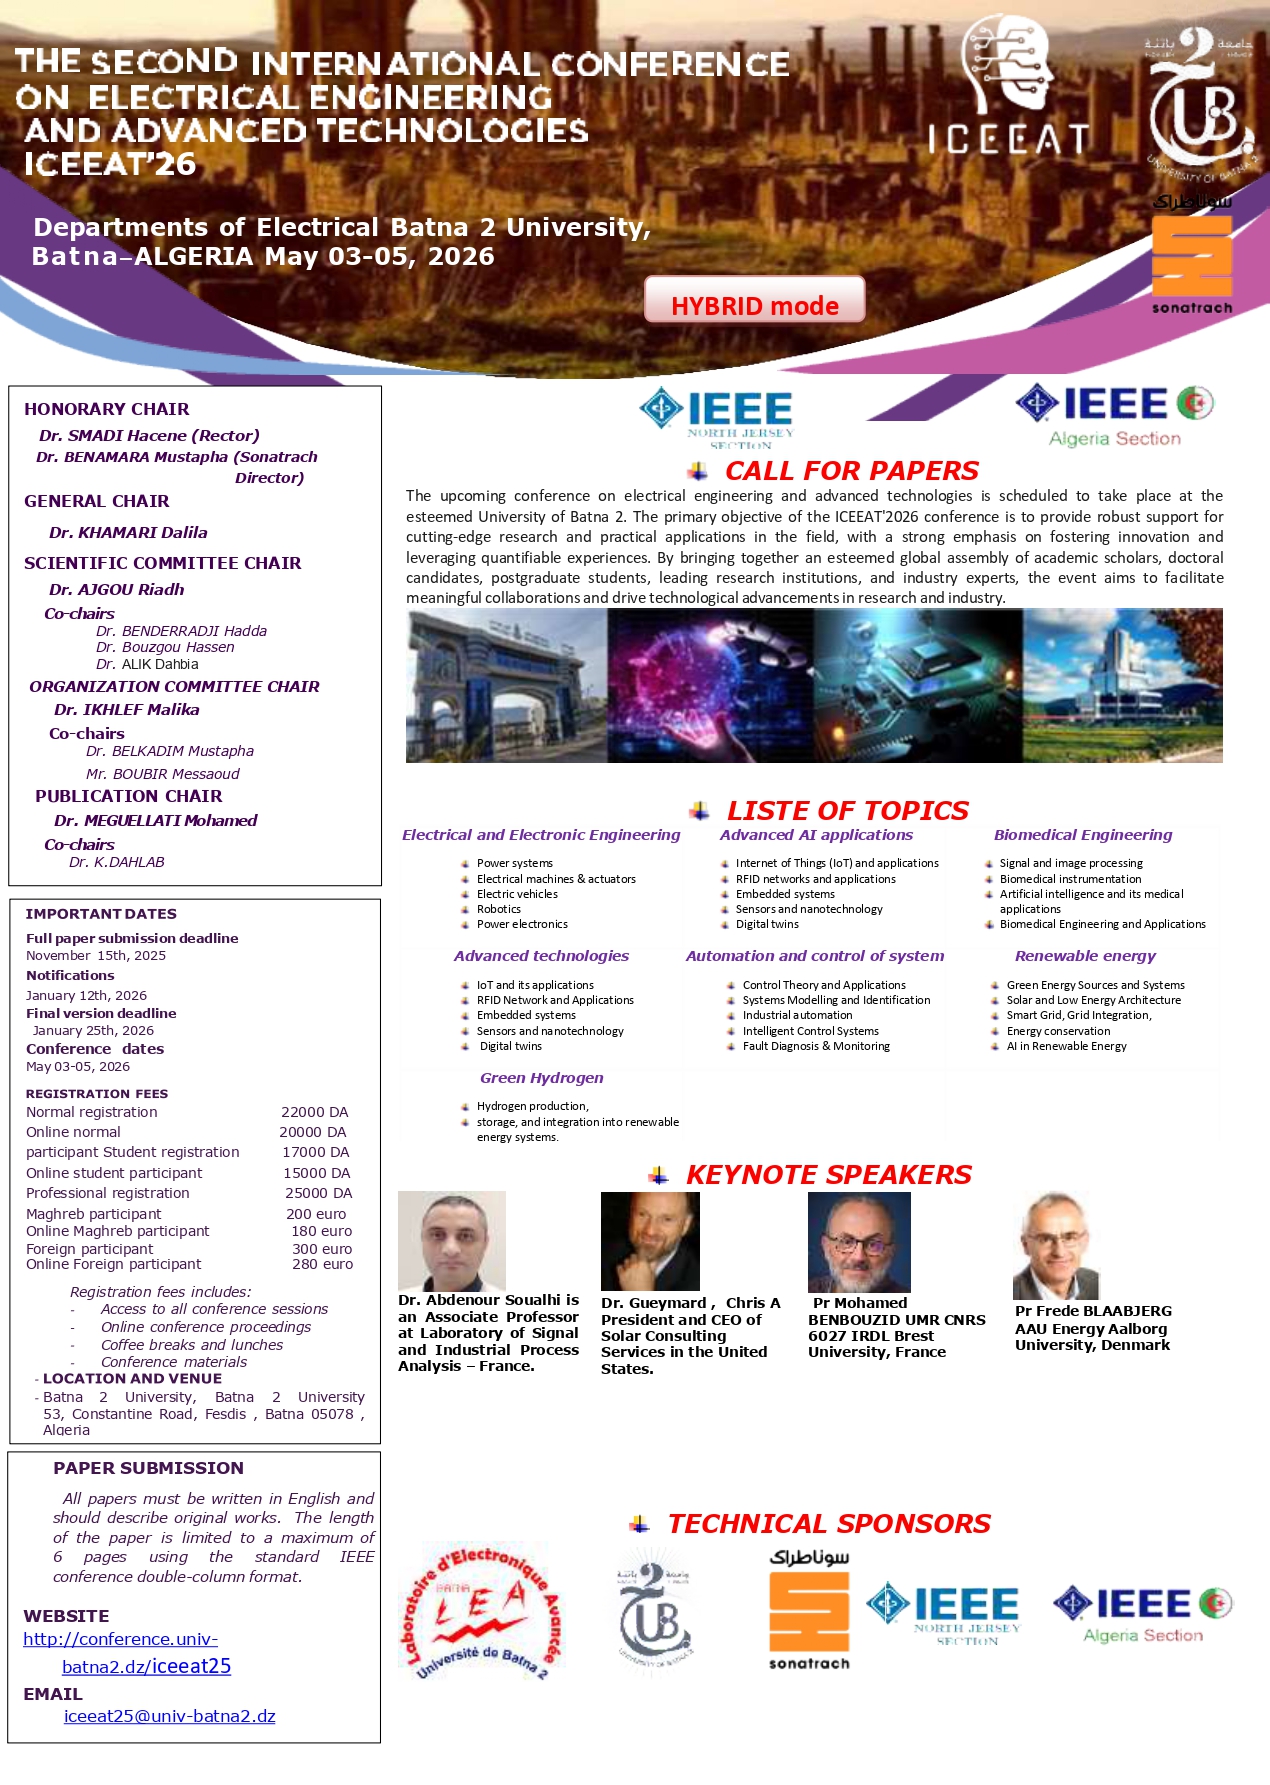 THE SECOND INTERNATIONAL CONFERENCE
ON ELECTRICAL ENGINEERING
AND ADVANCED TECHNOLOGIES
ICEEAT'26
ICEEAT
جامعة باتنة 2
UNIVERSITY OF BATNA 2
سوناطراك
sonatrach
Departments of Electrical Batna 2 University,
Batna–ALGERIA May 03-05, 2026
HYBRID mode
HONORARY CHAIR
Dr. SMADI Hacene (Rector)
Dr. BENAMARA Mustapha (Sonatrach
Director)
GENERAL CHAIR
Dr. KHAMARI Dalila
SCIENTIFIC COMMITTEE CHAIR
Dr. AJGOU Riadh
Co-chairs
Dr. BENDERRADJI Hadda
Dr. Bouzgou Hassen
Dr. ALIK Dahbia
ORGANIZATION COMMITTEE CHAIR
Dr. IKHLEF Malika
Co-chairs
Dr. BELKADIM Mustapha
Mr. BOUBIR Messaoud
PUBLICATION CHAIR
Dr. MEGUELLATI Mohamed
Co-chairs
Dr. K.DAHLAB
IMPORTANT DATES
Full paper submission deadline
November 15th, 2025
Notifications
January 12th, 2026
Final version deadline
January 25th, 2026
Conference dates
May 03-05, 2026
REGISTRATION FEES
Normal registration 22000 DA
Online normal 20000 DA
participant Student registration 17000 DA
Online student participant 15000 DA
Professional registration 25000 DA
Maghreb participant 200 euro
Online Maghreb participant 180 euro
Foreign participant 300 euro
Online Foreign participant 280 euro
Registration fees includes:
- Access to all conference sessions
- Online conference proceedings
- Coffee breaks and lunches
- Conference materials
- LOCATION AND VENUE
- Batna 2 University, Batna 2 University
53, Constantine Road, Fesdis , Batna 05078 ,
Algeria
PAPER SUBMISSION
All papers must be written in English and
should describe original works. The length
of the paper is limited to a maximum of
6 pages using the standard IEEE
conference double-column format.
WEBSITE
http://conference.univ-
batna2.dz/iceeat25
EMAIL
iceeat25@univ-batna2.dz
IEEE
NORTH JERSEY
SECTION
IEEE
Algeria Section
CALL FOR PAPERS
The upcoming conference on electrical engineering and advanced technologies is scheduled to take place at the
esteemed University of Batna 2. The primary objective of the ICEEAT'2026 conference is to provide robust support for
cutting-edge research and practical applications in the field, with a strong emphasis on fostering innovation and
leveraging quantifiable experiences. By bringing together an esteemed global assembly of academic scholars, doctoral
candidates, postgraduate students, leading research institutions, and industry experts, the event aims to facilitate
meaningful collaborations and drive technological advancements in research and industry.
LISTE OF TOPICS
Electrical and Electronic Engineering
Power systems
Electrical machines & actuators
Electric vehicles
Robotics
Power electronics
Advanced AI applications
Internet of Things (IoT) and applications
RFID networks and applications
Embedded systems
Sensors and nanotechnology
Digital twins
Biomedical Engineering
Signal and image processing
Biomedical instrumentation
Artificial intelligence and its medical
applications
Biomedical Engineering and Applications
Advanced technologies
IoT and its applications
RFID Network and Applications
Embedded systems
Sensors and nanotechnology
Digital twins
Automation and control of system
Control Theory and Applications
Systems Modelling and Identification
Industrial automation
Intelligent Control Systems
Fault Diagnosis & Monitoring
Renewable energy
Green Energy Sources and Systems
Solar and Low Energy Architecture
Smart Grid, Grid Integration,
Energy conservation
AI in Renewable Energy
Green Hydrogen
Hydrogen production,
storage, and integration into renewable
energy systems.
KEYNOTE SPEAKERS
Dr. Abdenour Soualhi is
an Associate Professor
at Laboratory of Signal
and Industrial Process
Analysis – France.
Dr. Gueymard , Chris A
President and CEO of
Solar Consulting
Services in the United
States.
Pr Mohamed
BENBOUZID UMR CNRS
6027 IRDL Brest
University, France
Pr Frede BLAABJERG
AAU Energy Aalborg
University, Denmark
TECHNICAL SPONSORS
Laboratoire d'Electronique Avancée
BATNA
LEA
Université de Batna 2
جامعة باتنة 2
UNIVERSITY OF BATNA 2
سوناطراك
sonatrach
IEEE
NORTH JERSEY
SECTION
IEEE
Algeria Section